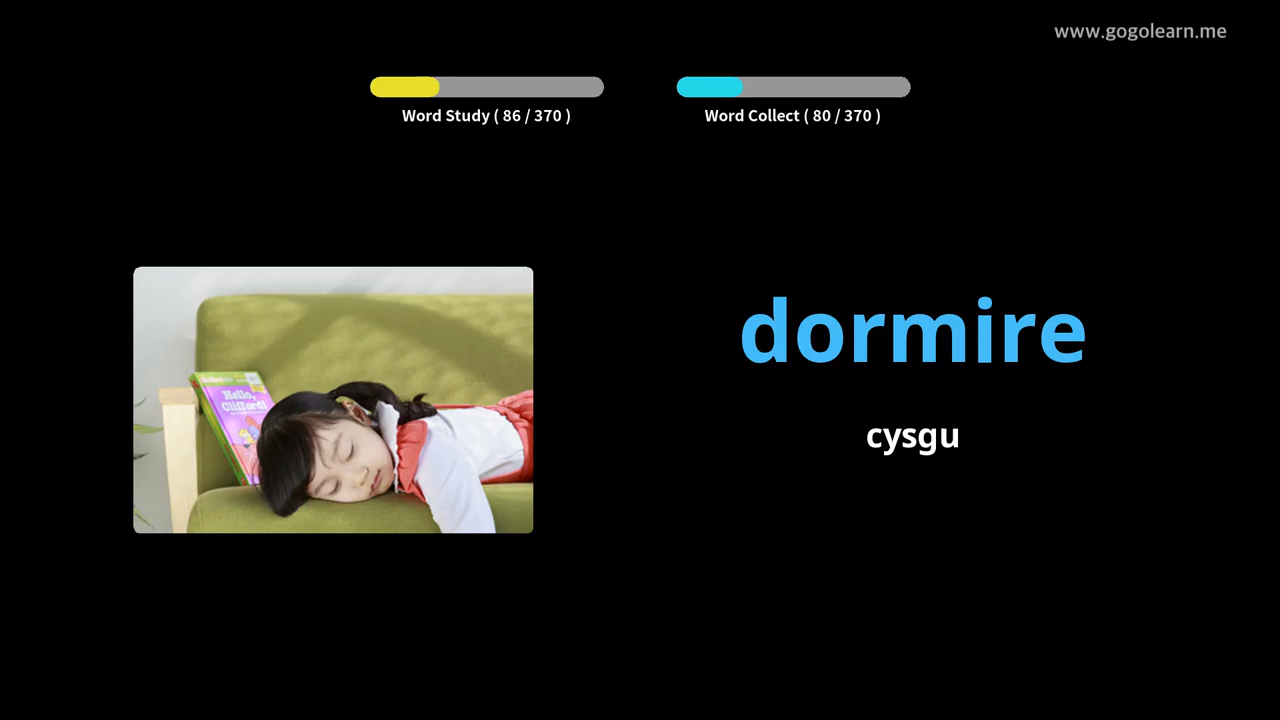 www.gogolearn.me
Word Study ( 86 / 370 )
Word Collect ( 80 / 370 )
Hello,
Clifford!
dormire
cysgu